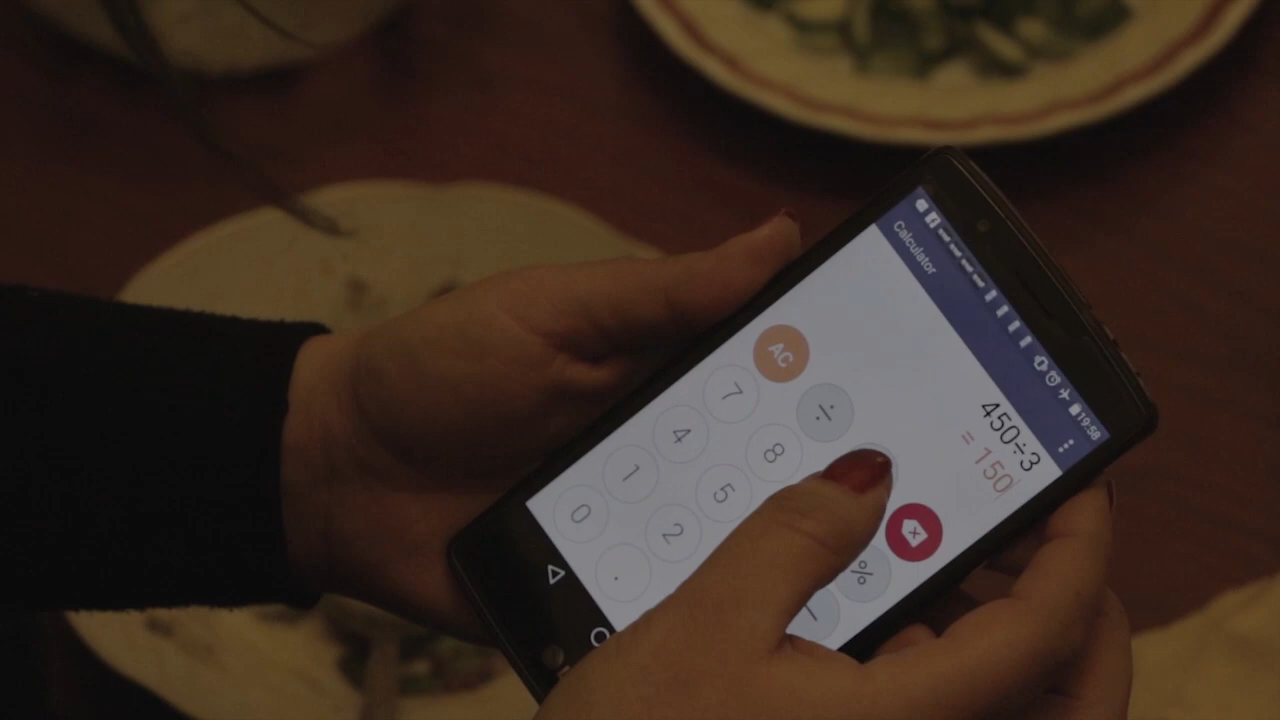 19:58
Calculator
450÷3
= 150
AC ÷
7 8
4 5 %
1 2
0 .